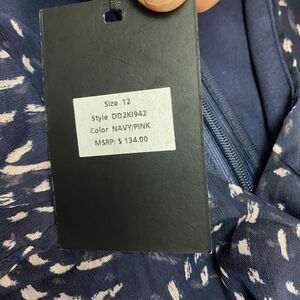 Size 12
Style DD2KI942
Color NAVY/PINK
MSRP: $ 134.00